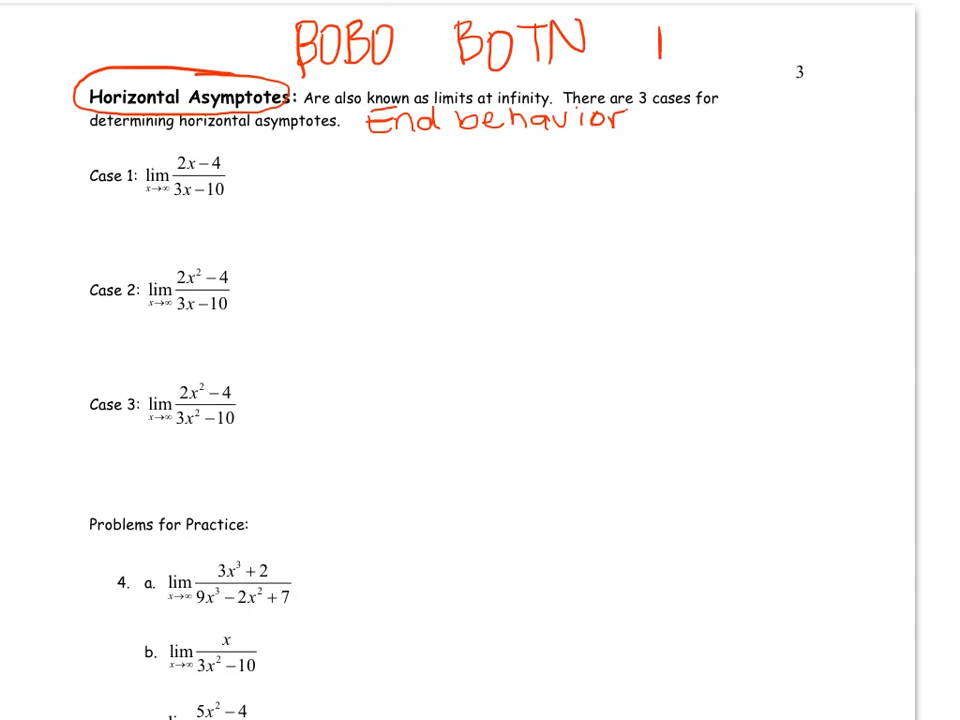 BOBO BOTN
3
Horizontal Asymptotes: Are also known as limits at infinity. There are 3 cases for
determining horizontal asymptotes. End behavior
Case 1: lim x→∞ (2x – 4)/(3x – 10)
Case 2: lim x→∞ (2x² – 4)/(3x – 10)
Case 3: lim x→∞ (2x² – 4)/(3x² – 10)
Problems for Practice:
4. a. lim x→∞ (3x³ + 2)/(9x³ – 2x² + 7)
b. lim x→∞ x/(3x² – 10)
5x² – 4